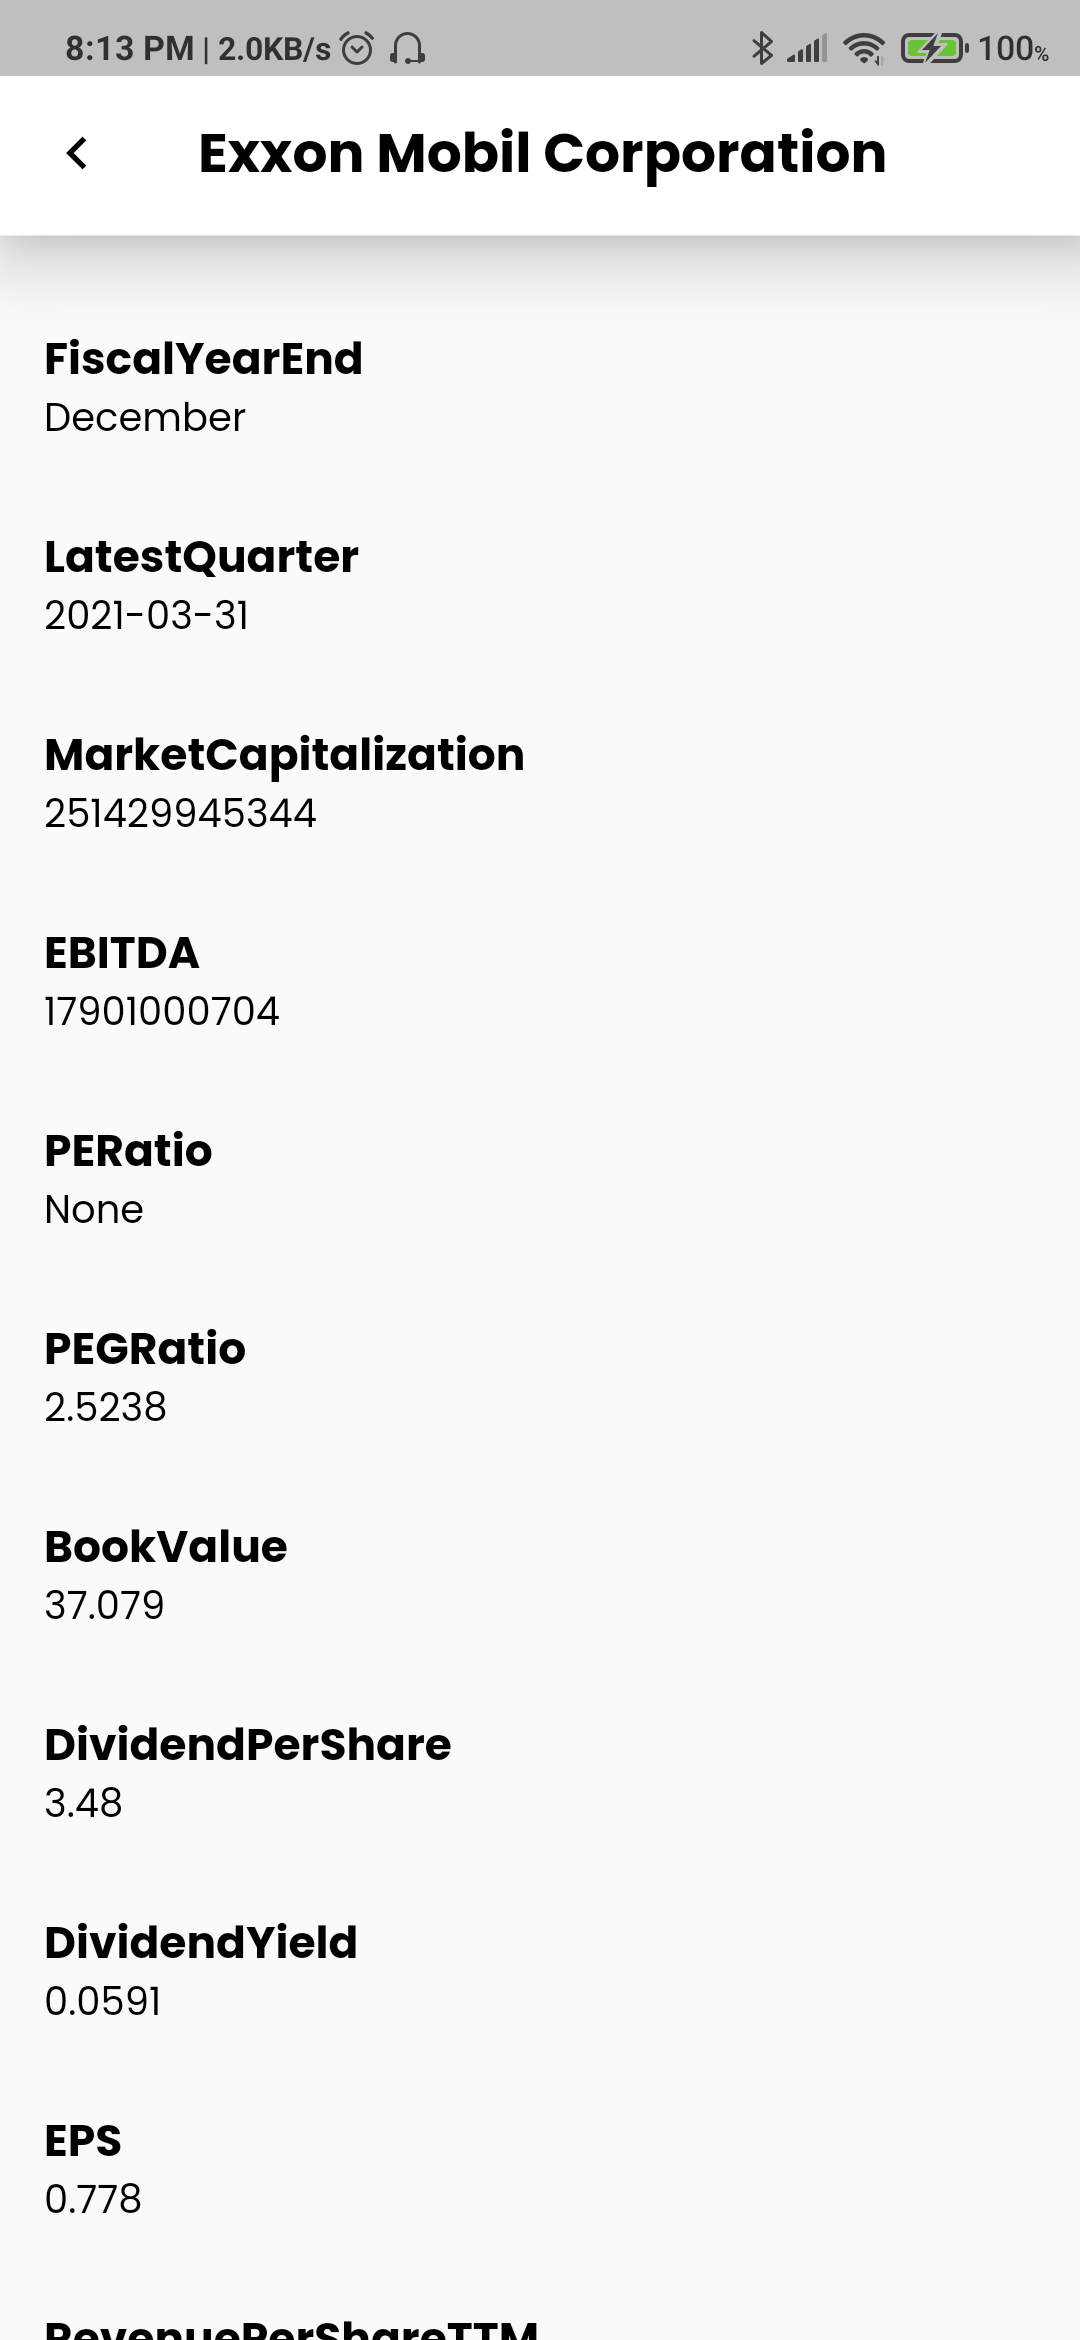 8:13 PM | 2.0KB/s 100%
Exxon Mobil Corporation
FiscalYearEnd
December
LatestQuarter
2021-03-31
MarketCapitalization
251429945344
EBITDA
17901000704
PERatio
None
PEGRatio
2.5238
BookValue
37.079
DividendPerShare
3.48
DividendYield
0.0591
EPS
0.778
RevenuePerShareTTM